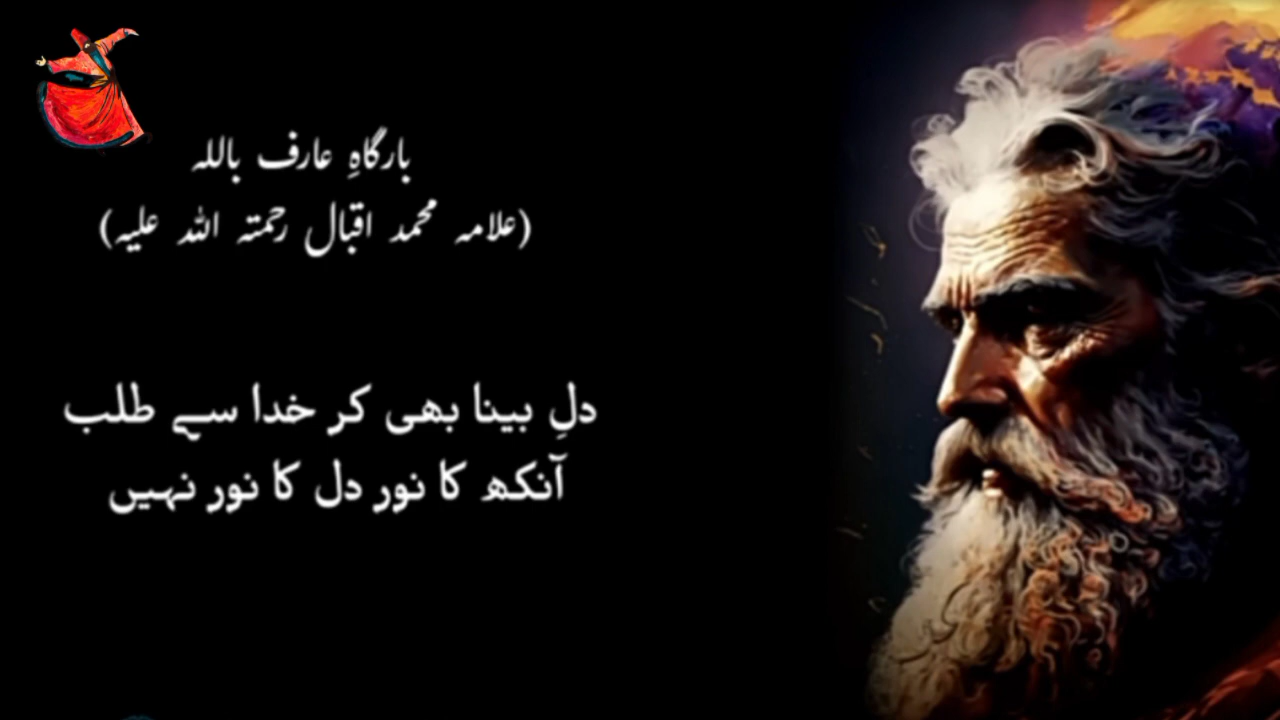 بارگاہِ عارف باللہ
(علامہ محمد اقبال رحمتہ اللہ علیہ)
دلِ بینا بھی کر خدا سے طلب
آنکھ کا نور دل کا نور نہیں